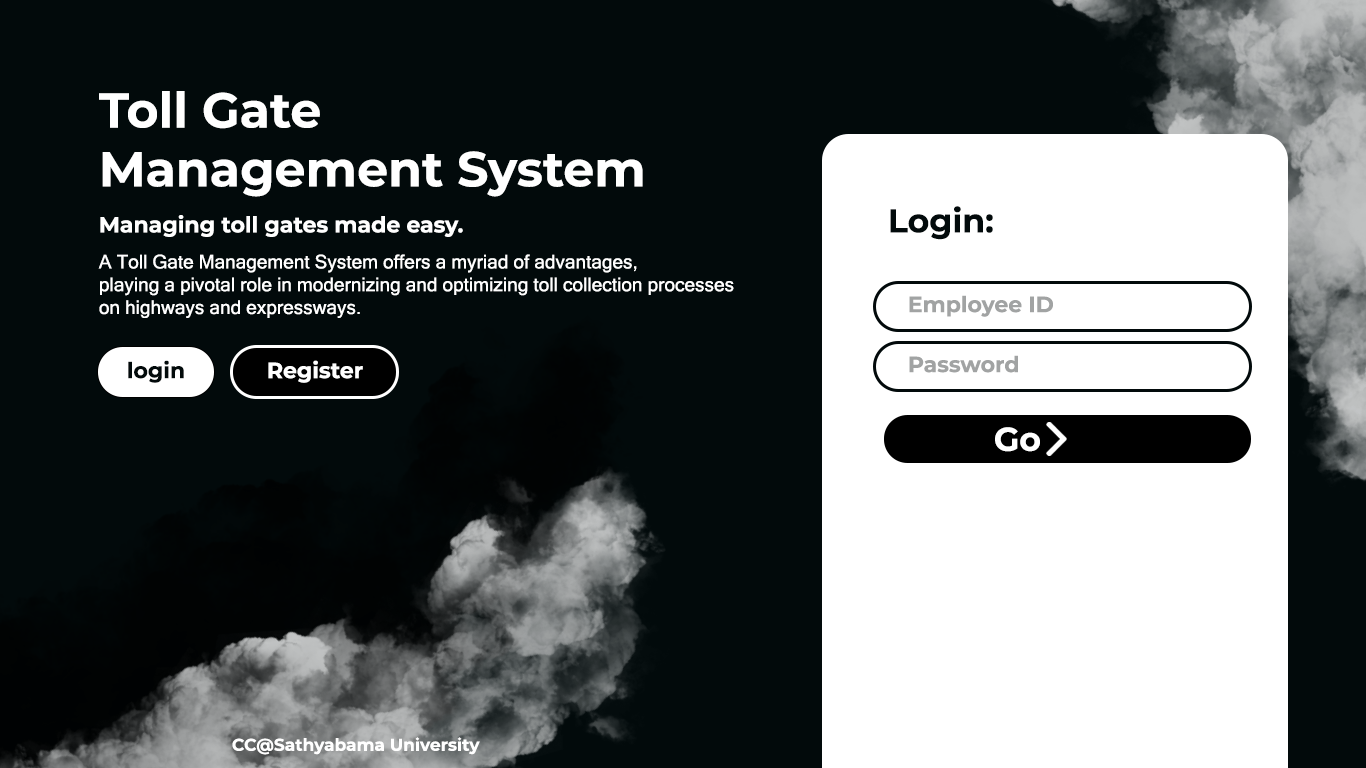 Toll Gate
Management System
Managing toll gates made easy.
A Toll Gate Management System offers a myriad of advantages,
playing a pivotal role in modernizing and optimizing toll collection processes
on highways and expressways.
login
Register
Login:
Employee ID
Password
Go
CC@Sathyabama University